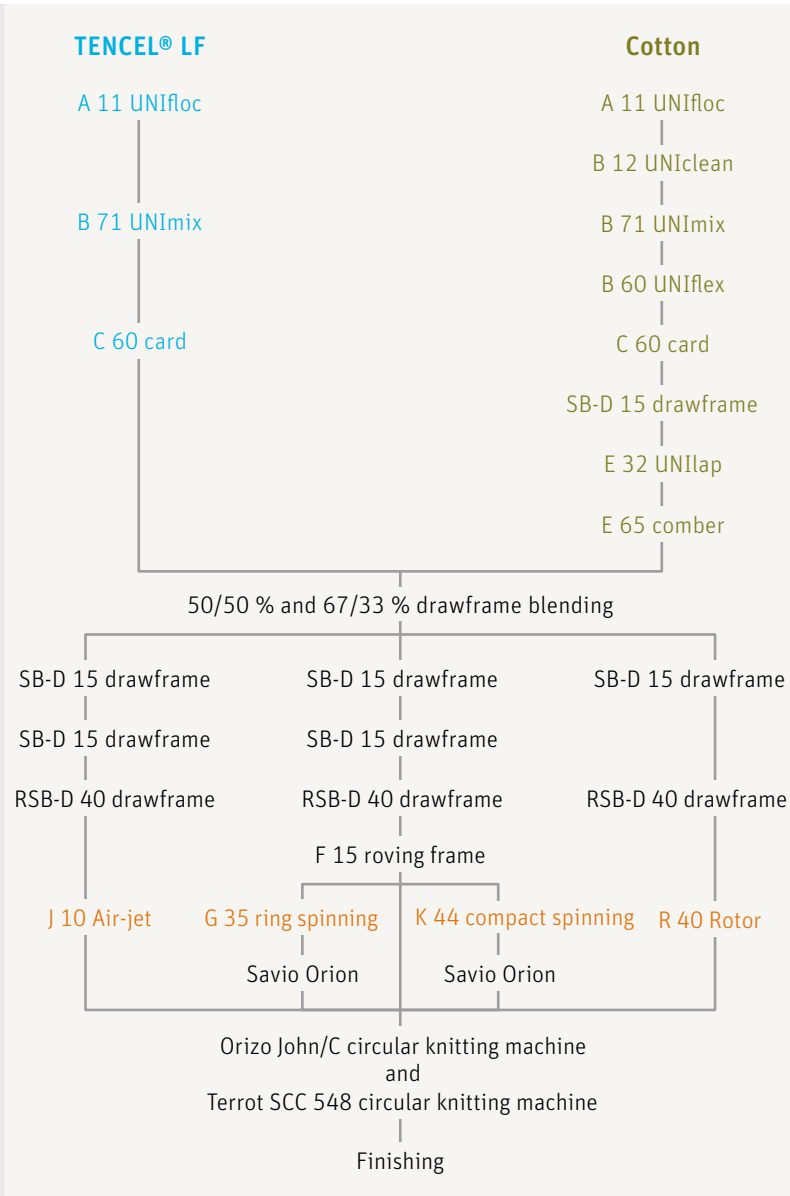 TENCEL® LF
Cotton
A 11 UNIfloc
A 11 UNIfloc
B 12 UNIclean
B 71 UNImix
B 71 UNImix
B 60 UNIflex
C 60 card
C 60 card
SB-D 15 drawframe
E 32 UNIlap
E 65 comber
50/50 % and 67/33 % drawframe blending
SB-D 15 drawframe
SB-D 15 drawframe
SB-D 15 drawframe
SB-D 15 drawframe
SB-D 15 drawframe
RSB-D 40 drawframe
RSB-D 40 drawframe
RSB-D 40 drawframe
F 15 roving frame
J 10 Air-jet
G 35 ring spinning
K 44 compact spinning
R 40 Rotor
Savio Orion
Savio Orion
Orizo John/C circular knitting machine
and
Terrot SCC 548 circular knitting machine
Finishing